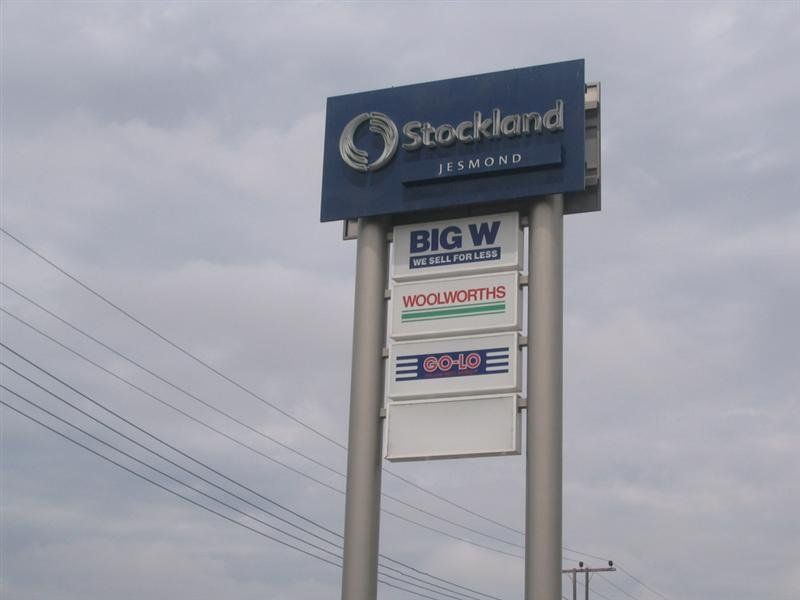 Stockland
JESMOND
BIG W
WE SELL FOR LESS
WOOLWORTHS
GO-LO